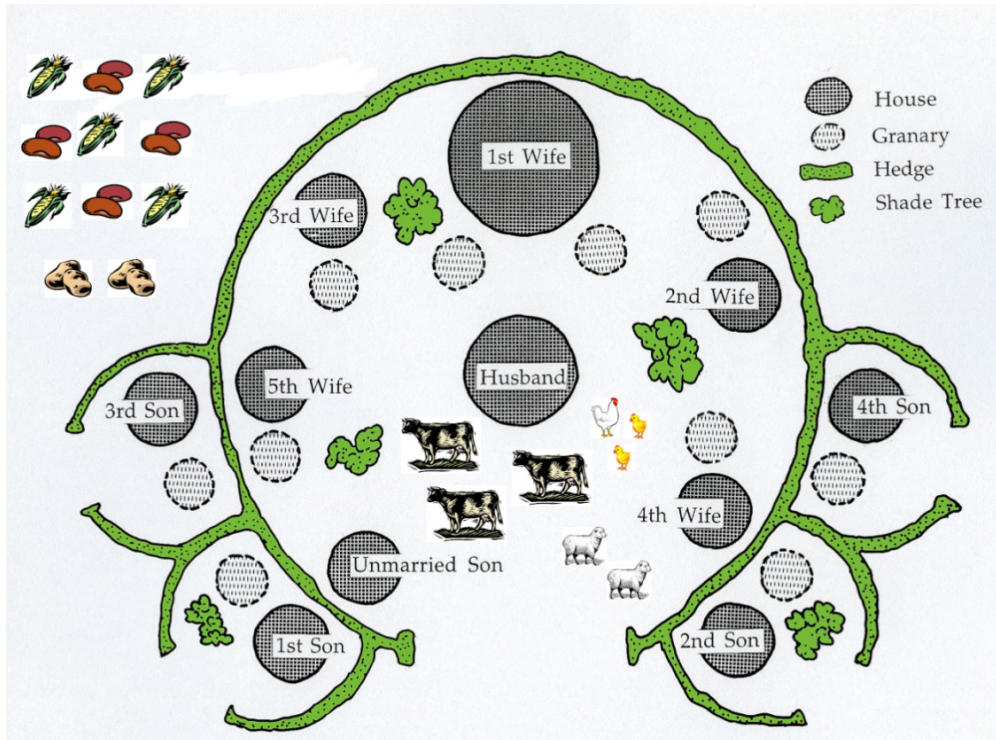 House
Granary
Hedge
Shade Tree
1st Wife
3rd Wife
2nd Wife
Husband
5th Wife
3rd Son
4th Son
4th Wife
Unmarried Son
1st Son
2nd Son